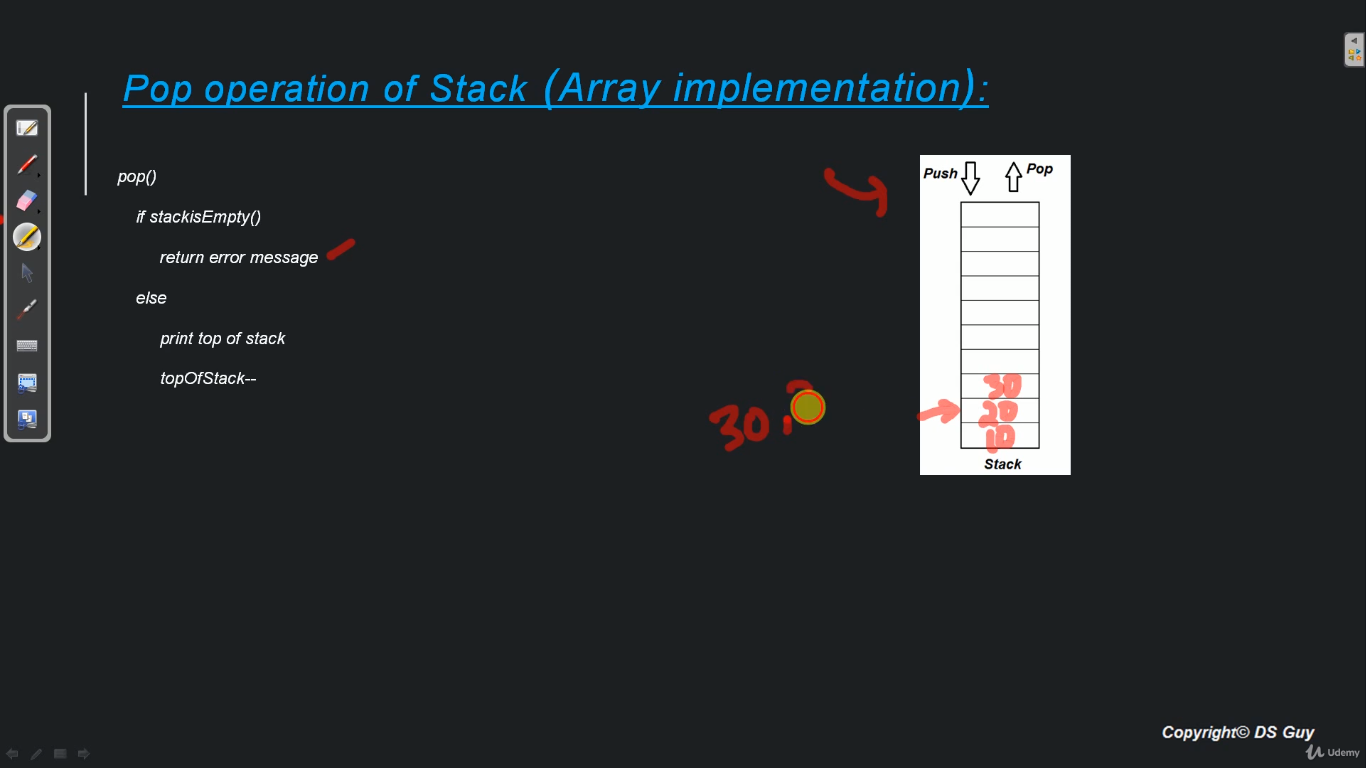 Pop operation of Stack (Array implementation):
pop()
if stackisEmpty()
return error message
else
print top of stack
topOfStack--
Push
Pop
30
20
10
Stack
30
Copyright© DS Guy
Udemy